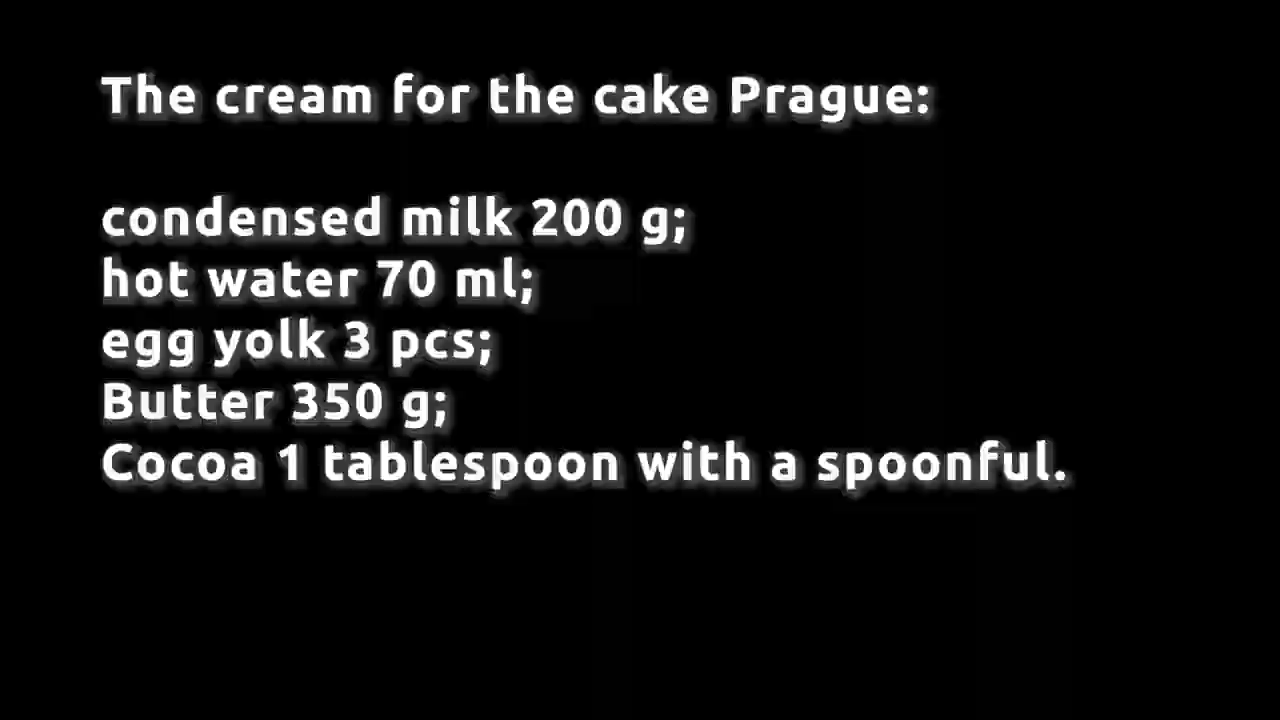 The cream for the cake Prague:
condensed milk 200 g;
hot water 70 ml;
egg yolk 3 pcs;
Butter 350 g;
Cocoa 1 tablespoon with a spoonful.